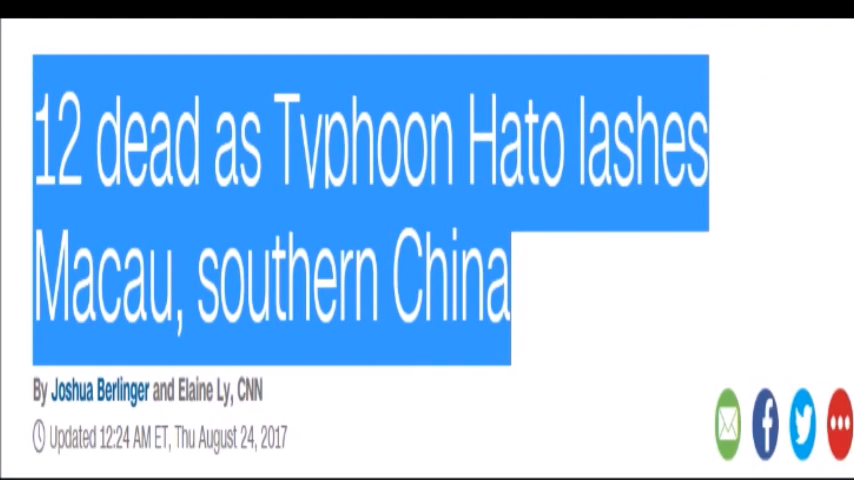 12 dead as Typhoon Hato lashes
Macau, southern China
By Joshua Berlinger and Elaine Ly, CNN
Updated 12:24 AM ET, Thu August 24, 2017